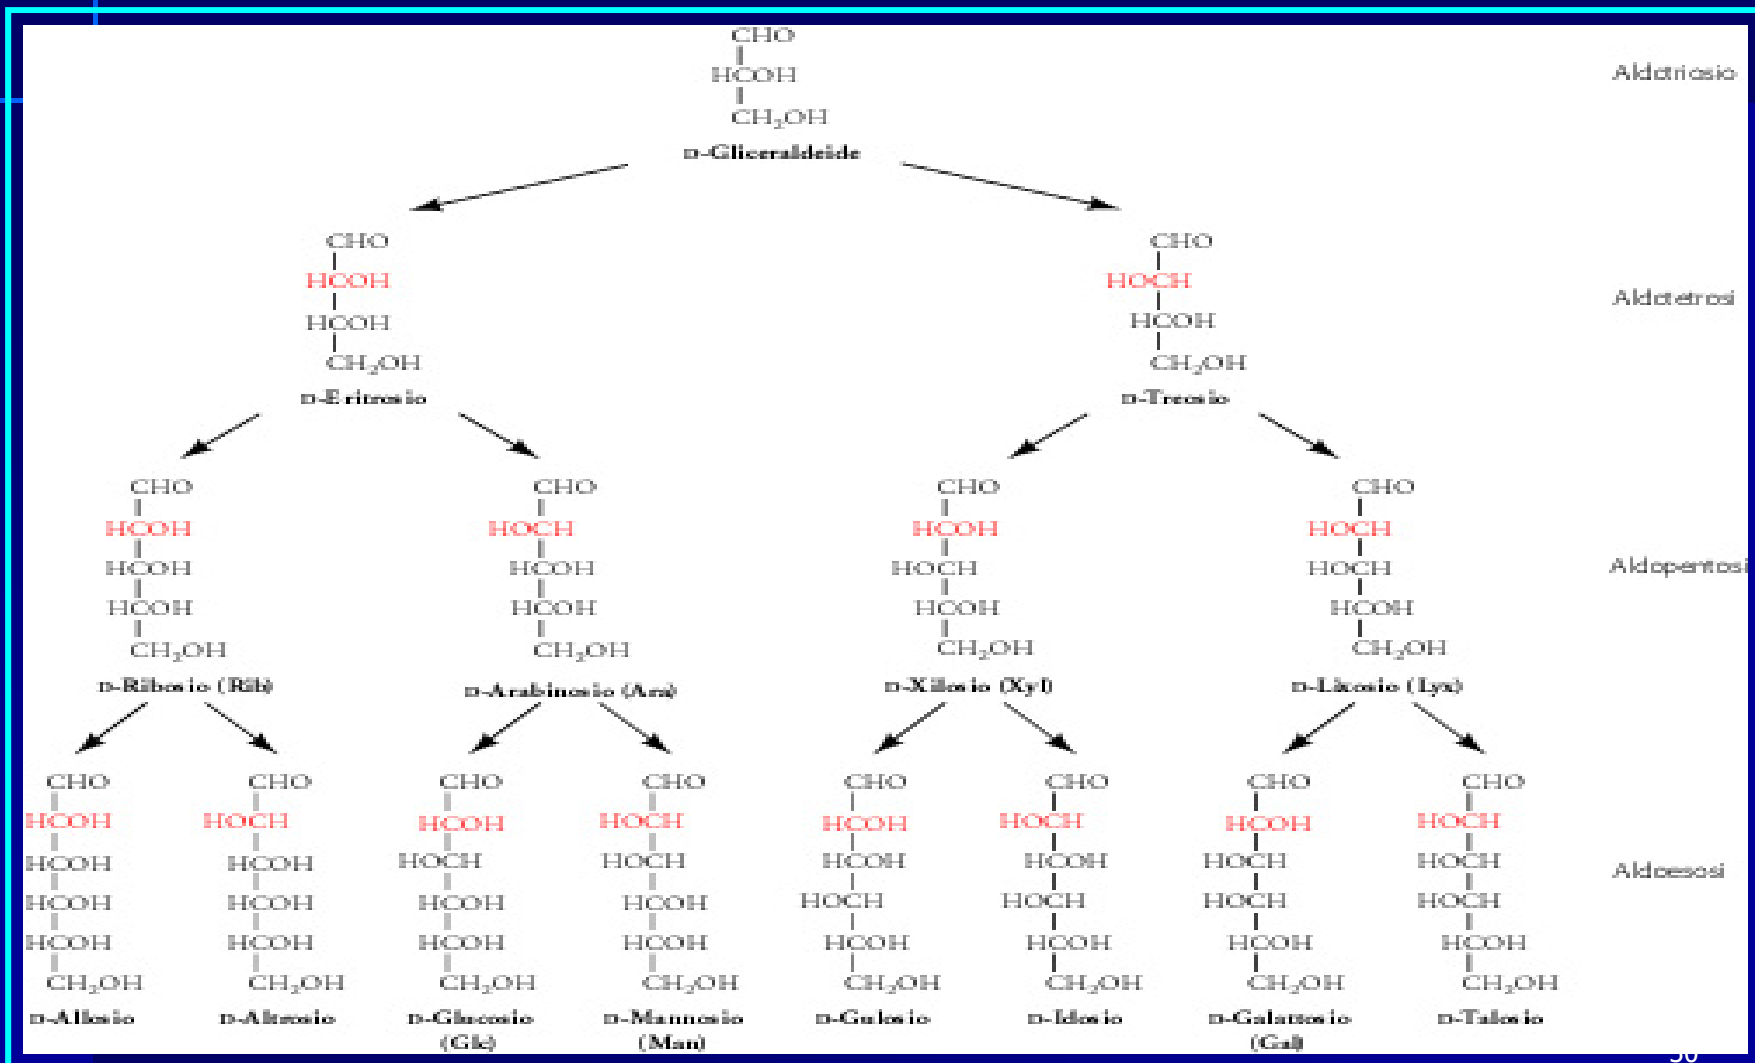 CHO
HCOH
CH₂OH
D-Gliceraldeide
Aldotriosio
CHO
HCOH
HCOH
CH₂OH
D-Eritrosio
CHO
HOCH
HCOH
CH₂OH
D-Treosio
Aldotetrosi
CHO
HCOH
HCOH
HCOH
CH₂OH
D-Ribosio (Rib)
CHO
HOCH
HCOH
HCOH
CH₂OH
D-Arabinosio (Ara)
CHO
HCOH
HOCH
HCOH
CH₂OH
D-Xilosio (Xyl)
CHO
HOCH
HOCH
HCOH
CH₂OH
D-Lixosio (Lyx)
Aldopentosi
CHO
HCOH
HCOH
HCOH
HCOH
CH₂OH
D-Allosio
CHO
HOCH
HCOH
HCOH
HCOH
CH₂OH
D-Altrosio
CHO
HCOH
HOCH
HCOH
HCOH
CH₂OH
D-Glucosio
(Glc)
CHO
HOCH
HOCH
HCOH
HCOH
CH₂OH
D-Mannosio
(Man)
CHO
HCOH
HCOH
HOCH
HCOH
CH₂OH
D-Gulosio
CHO
HOCH
HCOH
HOCH
HCOH
CH₂OH
D-Idosio
CHO
HCOH
HOCH
HOCH
HCOH
CH₂OH
D-Galattosio
(Gal)
CHO
HOCH
HOCH
HOCH
HCOH
CH₂OH
D-Talosio
Aldoesosi